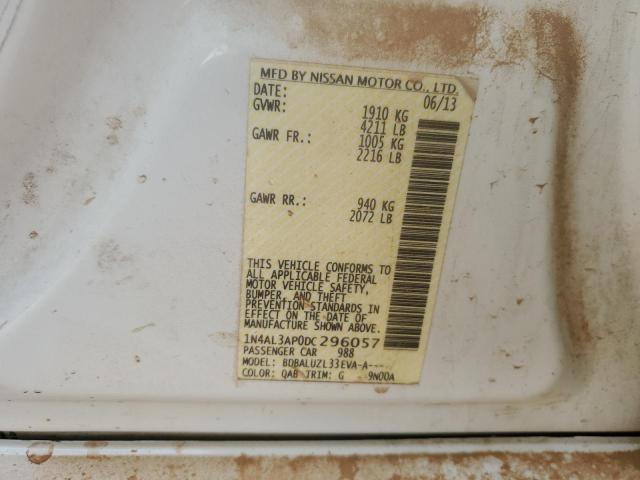 MFD BY NISSAN MOTOR CO., LTD.
DATE: 06/13
GVWR: 1910 KG
4211 LB
GAWR FR.: 1005 KG
2216 LB
GAWR RR.: 940 KG
2072 LB
THIS VEHICLE CONFORMS TO
ALL APPLICABLE FEDERAL
MOTOR VEHICLE SAFETY,
BUMPER, AND THEFT
PREVENTION STANDARDS IN
EFFECT ON THE DATE OF
MANUFACTURE SHOWN ABOVE.
1N4AL3AP0DC296057
PASSENGER CAR 988
MODEL: BDBALUZL33EVA-A---
COLOR: QAB TRIM: G 9N00A